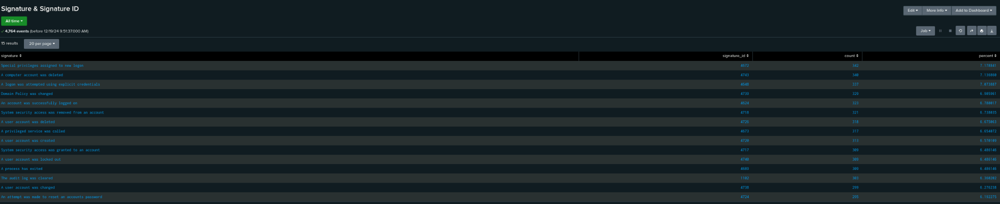 Signature & Signature ID
Edit More Info Add to Dashboard
All time
4,764 events (before 12/19/24 9:51:37.000 AM)
Job
15 results 20 per page
signature signature_id count percent
Special privileges assigned to new logon 4672 342 7.178841
A computer account was deleted 4743 340 7.136860
A logon was attempted using explicit credentials 4648 337 7.073887
Domain Policy was changed 4739 329 6.905961
An account was successfully logged on 4624 323 6.780017
System security access was removed from an account 4718 321 6.738035
A user account was deleted 4726 318 6.675063
A privileged service was called 4673 317 6.654072
A user account was created 4720 313 6.570109
System security access was granted to an account 4717 309 6.486146
A user account was locked out 4740 309 6.486146
A process has exited 4689 309 6.486146
The audit log was cleared 1102 303 6.360202
A user account was changed 4738 299 6.276238
An attempt was made to reset an accounts password 4724 295 6.192275